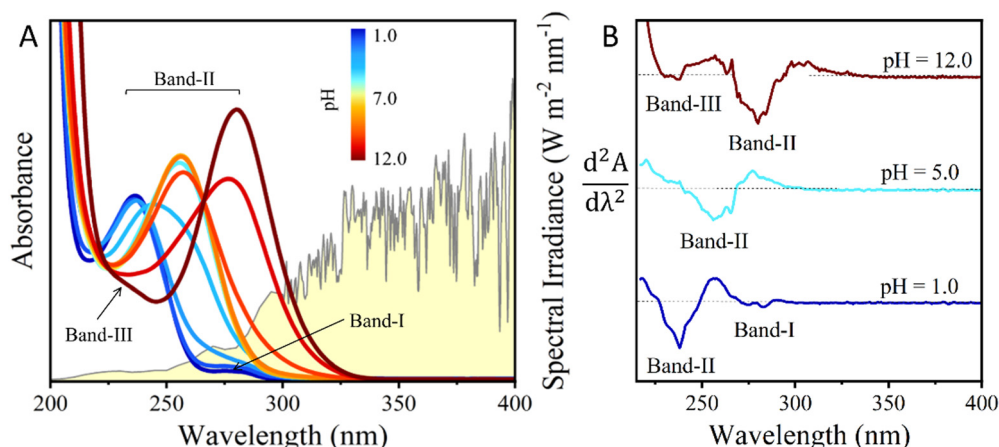 A
Absorbance
Band-II
pH
1.0
7.0
12.0
Band-III
Band-I
200
250
300
350
400
Wavelength (nm)
Spectral Irradiance (W m⁻² nm⁻¹)
B
d²A
dλ²
pH = 12.0
Band-III
Band-II
pH = 5.0
Band-II
pH = 1.0
Band-I
Band-II
250
300
350
400
Wavelength (nm)